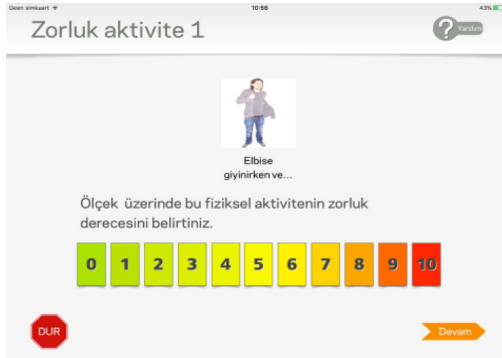 Geen simkaart
10:56
43%
Zorluk aktivite 1
? Yardım
Elbise
giyinirken ve...
Ölçek üzerinde bu fiziksel aktivitenin zorluk
derecesini belirtiniz.
0 1 2 3 4 5 6 7 8 9 10
DUR
Devam